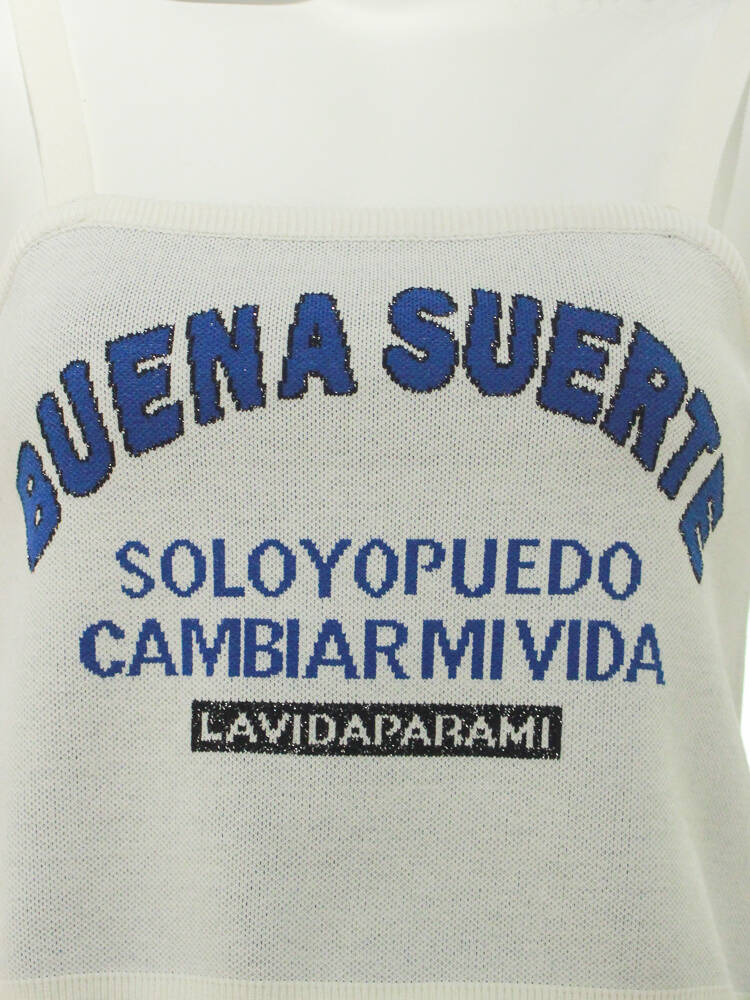 BUENA SUERTE
SOLOYOPUEDO
CAMBIARMIVIDA
LAVIDAPARAMI